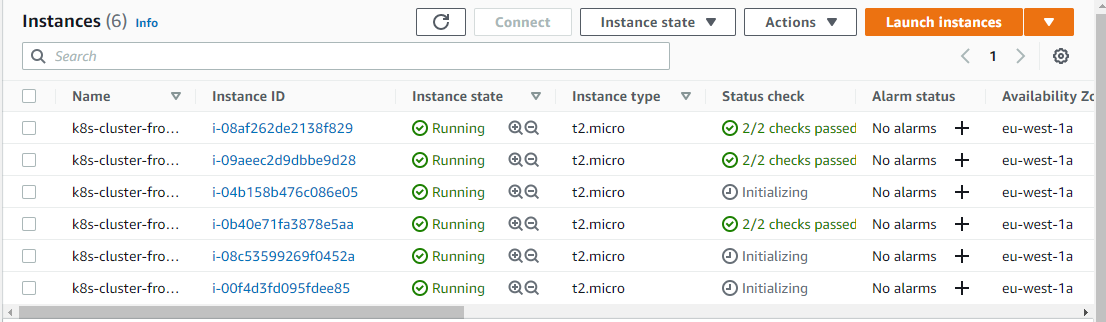 Instances (6) Info Connect Instance state Actions Launch instances
Search 1
Name Instance ID Instance state Instance type Status check Alarm status Availability Zo
k8s-cluster-fro... i-08af262de2138f829 Running t2.micro 2/2 checks passed No alarms eu-west-1a
k8s-cluster-fro... i-09aeec2d9dbbe9d28 Running t2.micro 2/2 checks passed No alarms eu-west-1a
k8s-cluster-fro... i-04b158b476c086e05 Running t2.micro Initializing No alarms eu-west-1a
k8s-cluster-fro... i-0b40e71fa3878e5aa Running t2.micro 2/2 checks passed No alarms eu-west-1a
k8s-cluster-fro... i-08c53599269f0452a Running t2.micro Initializing No alarms eu-west-1a
k8s-cluster-fro... i-00f4d3fd095fdee85 Running t2.micro Initializing No alarms eu-west-1a